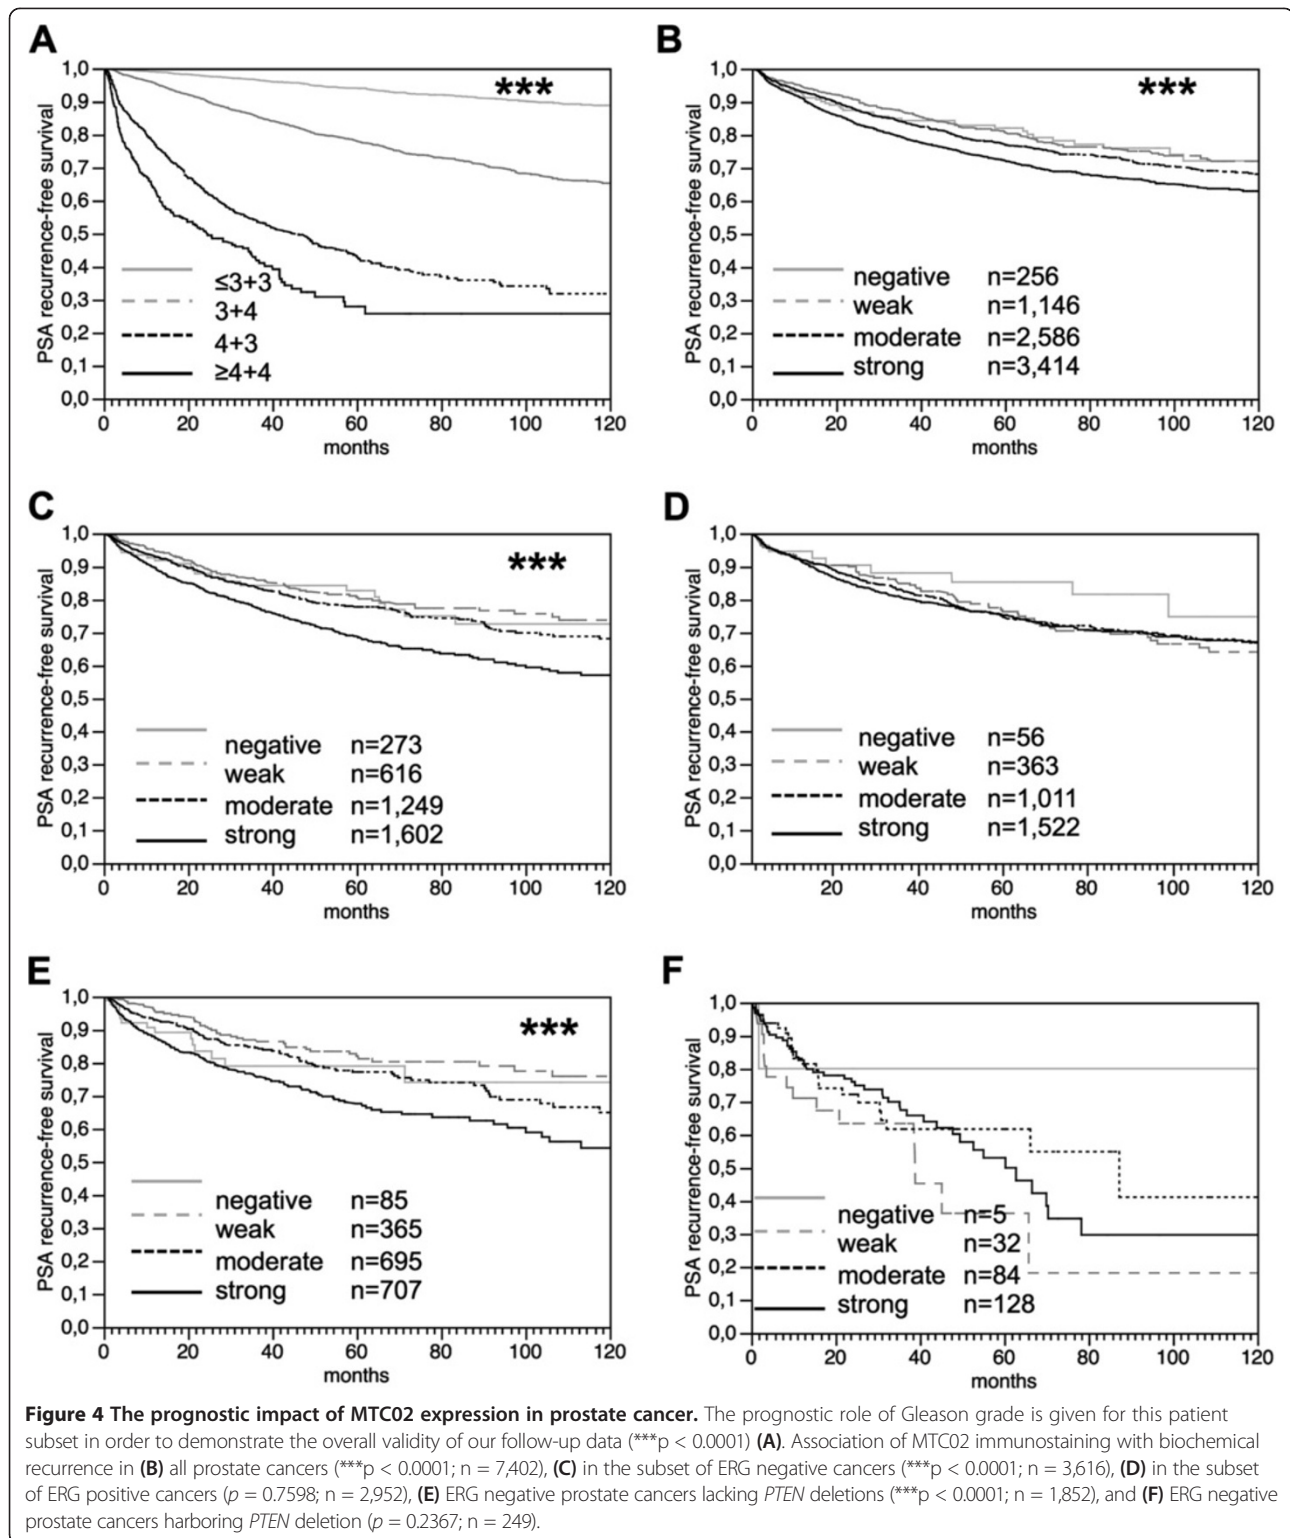 A
PSA recurrence-free survival
1,0
0,9
0,8
0,7
0,6
0,5
0,4
0,3
0,2
0,1
0,0
***
≤3+3
3+4
4+3
≥4+4
0 20 40 60 80 100 120
months
B
PSA recurrence-free survival
1,0
0,9
0,8
0,7
0,6
0,5
0,4
0,3
0,2
0,1
0,0
***
negative n=256
weak n=1,146
moderate n=2,586
strong n=3,414
0 20 40 60 80 100 120
months
C
PSA recurrence-free survival
1,0
0,9
0,8
0,7
0,6
0,5
0,4
0,3
0,2
0,1
0,0
***
negative n=273
weak n=616
moderate n=1,249
strong n=1,602
0 20 40 60 80 100 120
months
D
PSA recurrence-free survival
1,0
0,9
0,8
0,7
0,6
0,5
0,4
0,3
0,2
0,1
0,0
negative n=56
weak n=363
moderate n=1,011
strong n=1,522
20 40 60 80 100 120
months
E
PSA recurrence-free survival
1,0
0,9
0,8
0,7
0,6
0,5
0,4
0,3
0,2
0,1
0,0
***
negative n=85
weak n=365
moderate n=695
strong n=707
0 20 40 60 80 100 120
months
F
PSA recurrence-free survival
1,0
0,9
0,8
0,7
0,6
0,5
0,4
0,3
0,2
0,1
0,0
negative n=5
weak n=32
moderate n=84
strong n=128
0 20 40 60 80 100 120
months
Figure 4 The prognostic impact of MTC02 expression in prostate cancer. The prognostic role of Gleason grade is given for this patient
subset in order to demonstrate the overall validity of our follow-up data (***p < 0.0001) (A). Association of MTC02 immunostaining with biochemical
recurrence in (B) all prostate cancers (***p < 0.0001; n = 7,402), (C) in the subset of ERG negative cancers (***p < 0.0001; n = 3,616), (D) in the subset
of ERG positive cancers (p = 0.7598; n = 2,952), (E) ERG negative prostate cancers lacking PTEN deletions (***p < 0.0001; n = 1,852), and (F) ERG negative
prostate cancers harboring PTEN deletion (p = 0.2367; n = 249).